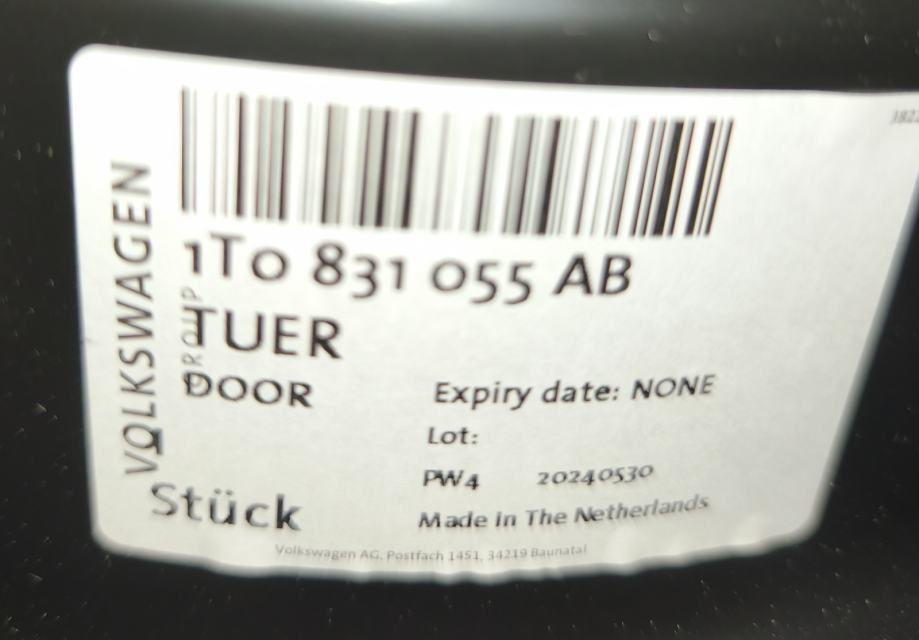 3822
1T0 831 055 AB
TUER
DOOR
Expiry date: NONE
Lot:
PW4 20240530
Stück
Made in The Netherlands
Volkswagen AG, Postfach 1451, 34219 Baunatal
VOLKSWAGEN
GROUP